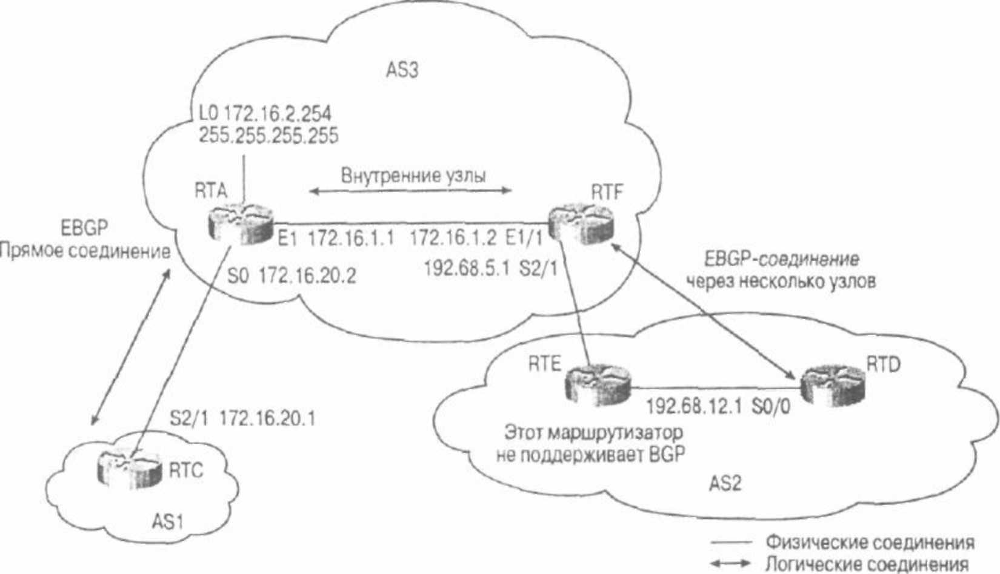 AS3
L0 172.16.2.254
255.255.255.255
Внутренние узлы
RTA
RTF
EBGP
Прямое соединение
E1 172.16.1.1
172.16.1.2 E1/1
S0 172.16.20.2
192.68.5.1 S2/1
EBGP-соединение
через несколько узлов
RTE
RTD
192.68.12.1 S0/0
S2/1 172.16.20.1
Этот маршрутизатор
не поддерживает BGP
RTC
AS2
AS1
Физические соединения
Логические соединения